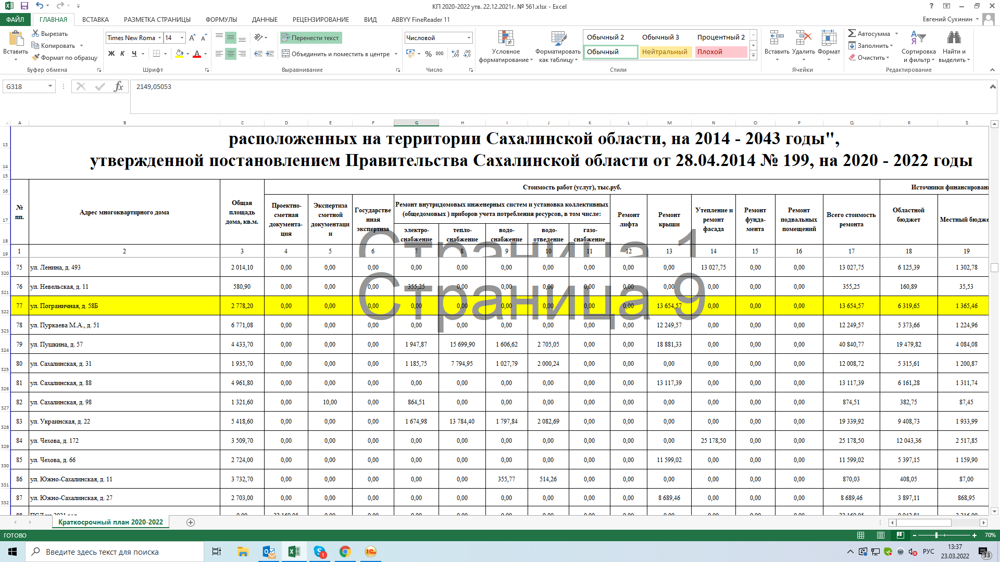 КП 2020-2022 утв. 22.12.2021г. № 561.xlsx - Excel
ФАЙЛ ГЛАВНАЯ ВСТАВКА РАЗМЕТКА СТРАНИЦЫ ФОРМУЛЫ ДАННЫЕ РЕЦЕНЗИРОВАНИЕ ВИД ABBYY FineReader 11 Евгений Сухинин
Вставить Вырезать Копировать Формат по образцу Буфер обмена
Times New Roma 14 Ж К Ч Шрифт
Перенести текст Объединить и поместить в центре Выравнивание
Числовой % 000 Число
Условное форматирование Форматировать как таблицу
Обычный 2 Обычный 3 Процентный 2
Обычный Нейтральный Плохой
Стили
Вставить Удалить Формат Ячейки
Автосумма Заполнить Очистить Сортировка и фильтр Найти и выделить Редактирование
G318 fx 2149,05053
A B C D E F G H I J K L M N O P Q R S
13 расположенных на территории Сахалинской области, на 2014 - 2043 годы",
14 утвержденной постановлением Правительства Сахалинской области от 28.04.2014 № 199, на 2020 - 2022 годы
15
16 Стоимость работ (услуг), тыс.руб. Источники финансировани
17 № пп. Адрес многоквартирного дома Общая площадь дома, кв.м. Проектно-сметная документа-ция Экспертиза сметной документации Государственная экспертиза Ремонт внутридомовых инженерных систем и установка коллективных (общедомовых ) приборов учета потребления ресурсов, в том числе: Ремонт лифта Ремонт крыши Утепление и ремонт фасада Ремонт фунда-мента Ремонт подвальных помещений Всего стоимость ремонта Областной бюджет Местный бюдже
18 электро-снабжение тепло-снабжение водо-снабжение водо-отведение газо-снабжение
19 1 2 3 4 5 6 7 8 9 10 11 12 13 14 15 16 17 18 19
Страница 1
Страница 9
320 75 ул. Ленина, д. 493 2 014,10 0,00 0,00 0,00 0,00 0,00 0,00 0,00 0,00 0,00 0,00 13 027,75 0,00 0,00 13 027,75 6 125,39 1 302,78
321 76 ул. Невельская, д. 11 580,90 0,00 0,00 0,00 355,25 0,00 0,00 0,00 0,00 0,00 0,00 0,00 0,00 0,00 355,25 160,89 35,53
322 77 ул. Пограничная, д. 58Б 2 778,20 0,00 0,00 0,00 0,00 0,00 0,00 0,00 0,00 0,00 13 654,57 0,00 0,00 0,00 13 654,57 6 319,65 1 365,46
323 78 ул. Пуркаева М.А., д. 51 6 771,08 0,00 0,00 0,00 0,00 0,00 0,00 0,00 0,00 0,00 12 249,57 0,00 0,00 0,00 12 249,57 5 373,66 1 224,96
324 79 ул. Пушкина, д. 57 4 433,70 0,00 0,00 0,00 1 947,87 15 699,90 1 606,62 2 705,05 0,00 0,00 18 881,33 0,00 0,00 0,00 40 840,77 19 479,82 4 084,08
325 80 ул. Сахалинская, д. 31 1 935,70 0,00 0,00 0,00 1 185,75 7 794,95 1 027,79 2 000,24 0,00 0,00 0,00 0,00 0,00 0,00 12 008,72 5 315,61 1 200,87
326 81 ул. Сахалинская, д. 88 4 961,80 0,00 0,00 0,00 0,00 0,00 0,00 0,00 0,00 0,00 13 117,39 0,00 0,00 0,00 13 117,39 6 161,28 1 311,74
327 82 ул. Сахалинская, д. 98 1 321,60 0,00 10,00 0,00 864,51 0,00 0,00 0,00 0,00 0,00 0,00 0,00 0,00 0,00 874,51 382,75 87,45
328 83 ул. Украинская, д. 22 5 418,60 0,00 0,00 0,00 1 674,98 13 784,40 1 797,84 2 082,69 0,00 0,00 0,00 0,00 0,00 0,00 19 339,92 9 408,73 1 933,99
329 84 ул. Чехова, д. 172 3 509,70 0,00 0,00 0,00 0,00 0,00 0,00 0,00 0,00 0,00 0,00 25 178,50 0,00 0,00 25 178,50 12 043,36 2 517,85
330 85 ул. Чехова, д. 66 2 724,00 0,00 0,00 0,00 0,00 0,00 0,00 0,00 0,00 0,00 11 599,02 0,00 0,00 0,00 11 599,02 5 397,15 1 159,90
331 86 ул. Южно-Сахалинская, д. 11 3 732,70 0,00 0,00 0,00 0,00 0,00 355,77 514,26 0,00 0,00 0,00 0,00 0,00 0,00 870,03 408,05 87,00
332 87 ул. Южно-Сахалинская, д. 27 2 703,00 0,00 0,00 0,00 0,00 0,00 0,00 0,00 0,00 0,00 8 689,46 0,00 0,00 0,00 8 689,46 3 897,11 868,95
Краткосрочный план 2020-2022
ГОТОВО 70%
Введите здесь текст для поиска РУС 13:37
23.03.2022 33